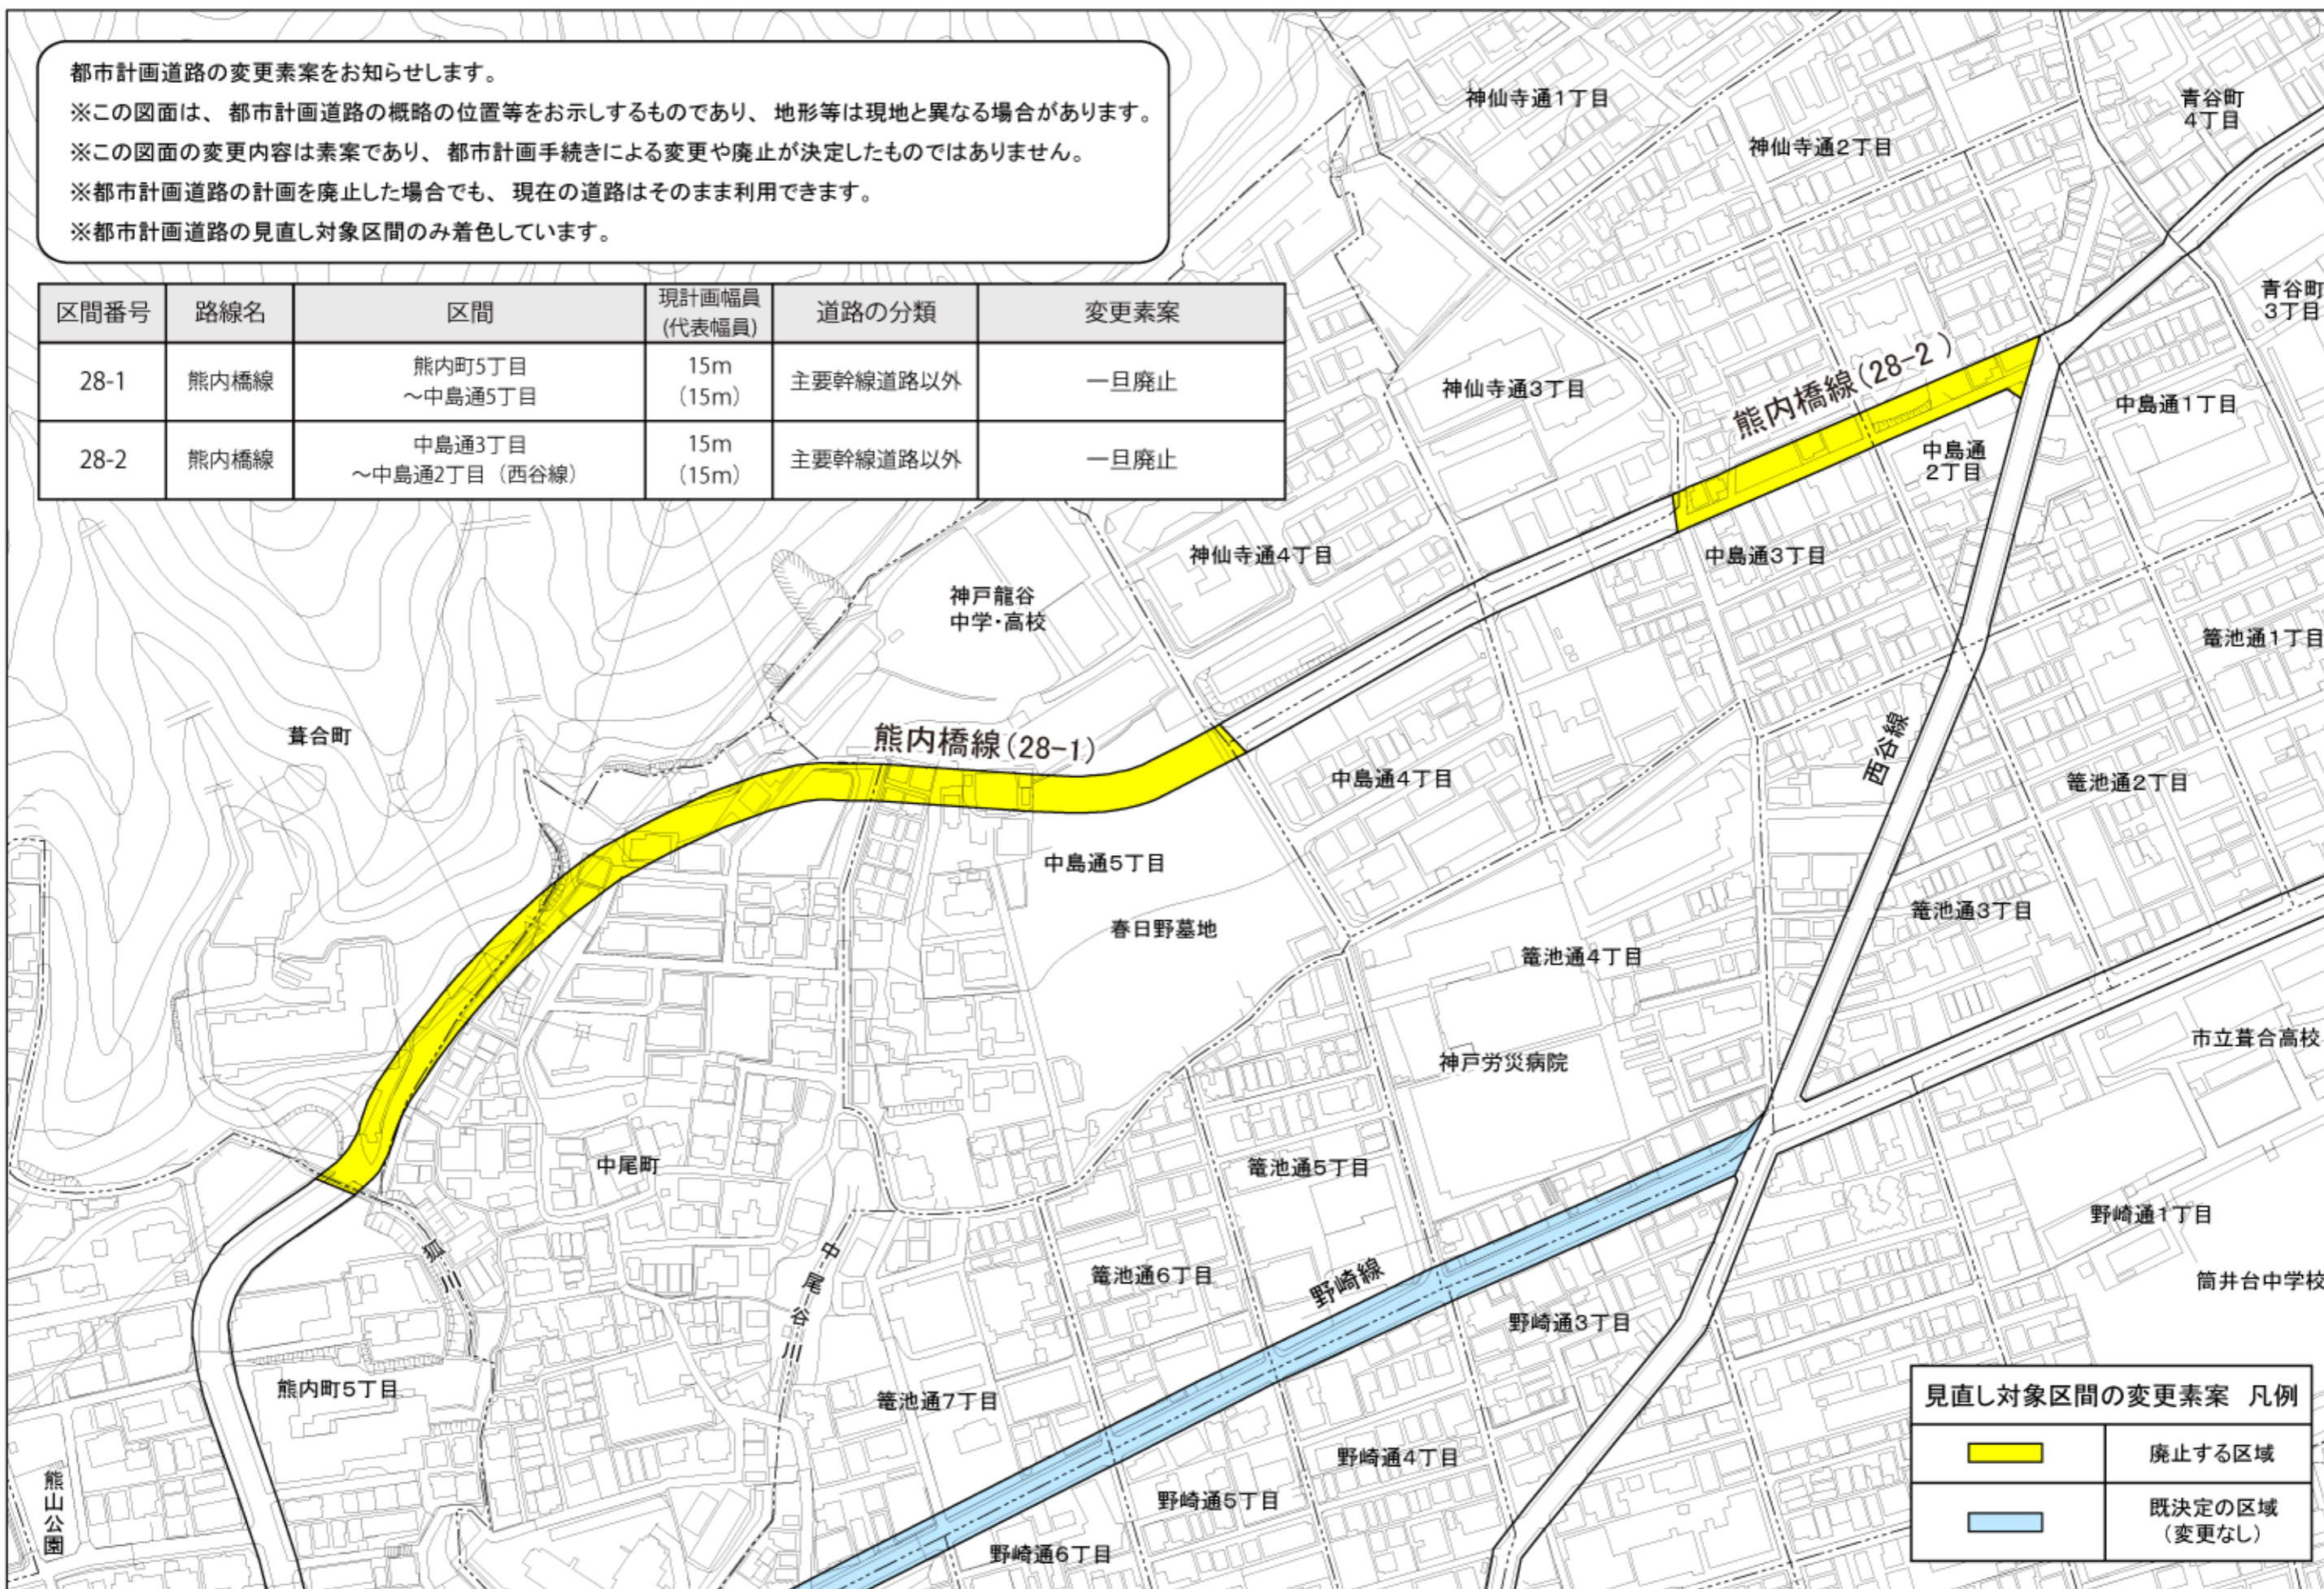 都市計画道路の変更素案をお知らせします。
※この図面は、都市計画道路の概略の位置等をお示しするものであり、地形等は現地と異なる場合があります。
※この図面の変更内容は素案であり、都市計画手続きによる変更や廃止が決定したものではありません。
※都市計画道路の計画を廃止した場合でも、現在の道路はそのまま利用できます。
※都市計画道路の見直し対象区間のみ着色しています。
区間番号 路線名 区間 現計画幅員(代表幅員) 道路の分類 変更素案
28-1 熊内橋線 熊内町5丁目～中島通5丁目 15m（15m） 主要幹線道路以外 一旦廃止
28-2 熊内橋線 中島通3丁目～中島通2丁目（西谷線） 15m（15m） 主要幹線道路以外 一旦廃止
神仙寺通1丁目
青谷町
4丁目
神仙寺通2丁目
青谷町
3丁目
熊内橋線(28-2)
神仙寺通3丁目
中島通1丁目
中島通
2丁目
神仙寺通4丁目
中島通3丁目
神戸龍谷
中学・高校
篭池通1丁目
葺合町
熊内橋線(28-1)
西谷線
中島通4丁目
篭池通2丁目
中島通5丁目
篭池通3丁目
春日野墓地
篭池通4丁目
市立葺合高校
神戸労災病院
中尾町
篭池通5丁目
野崎通1丁目
狐川
中尾谷川
篭池通6丁目
野崎線
筒井台中学校
野崎通3丁目
熊内町5丁目
篭池通7丁目
野崎通4丁目
熊山公園
野崎通5丁目
野崎通6丁目
見直し対象区間の変更素案 凡例
廃止する区域
既決定の区域
（変更なし）